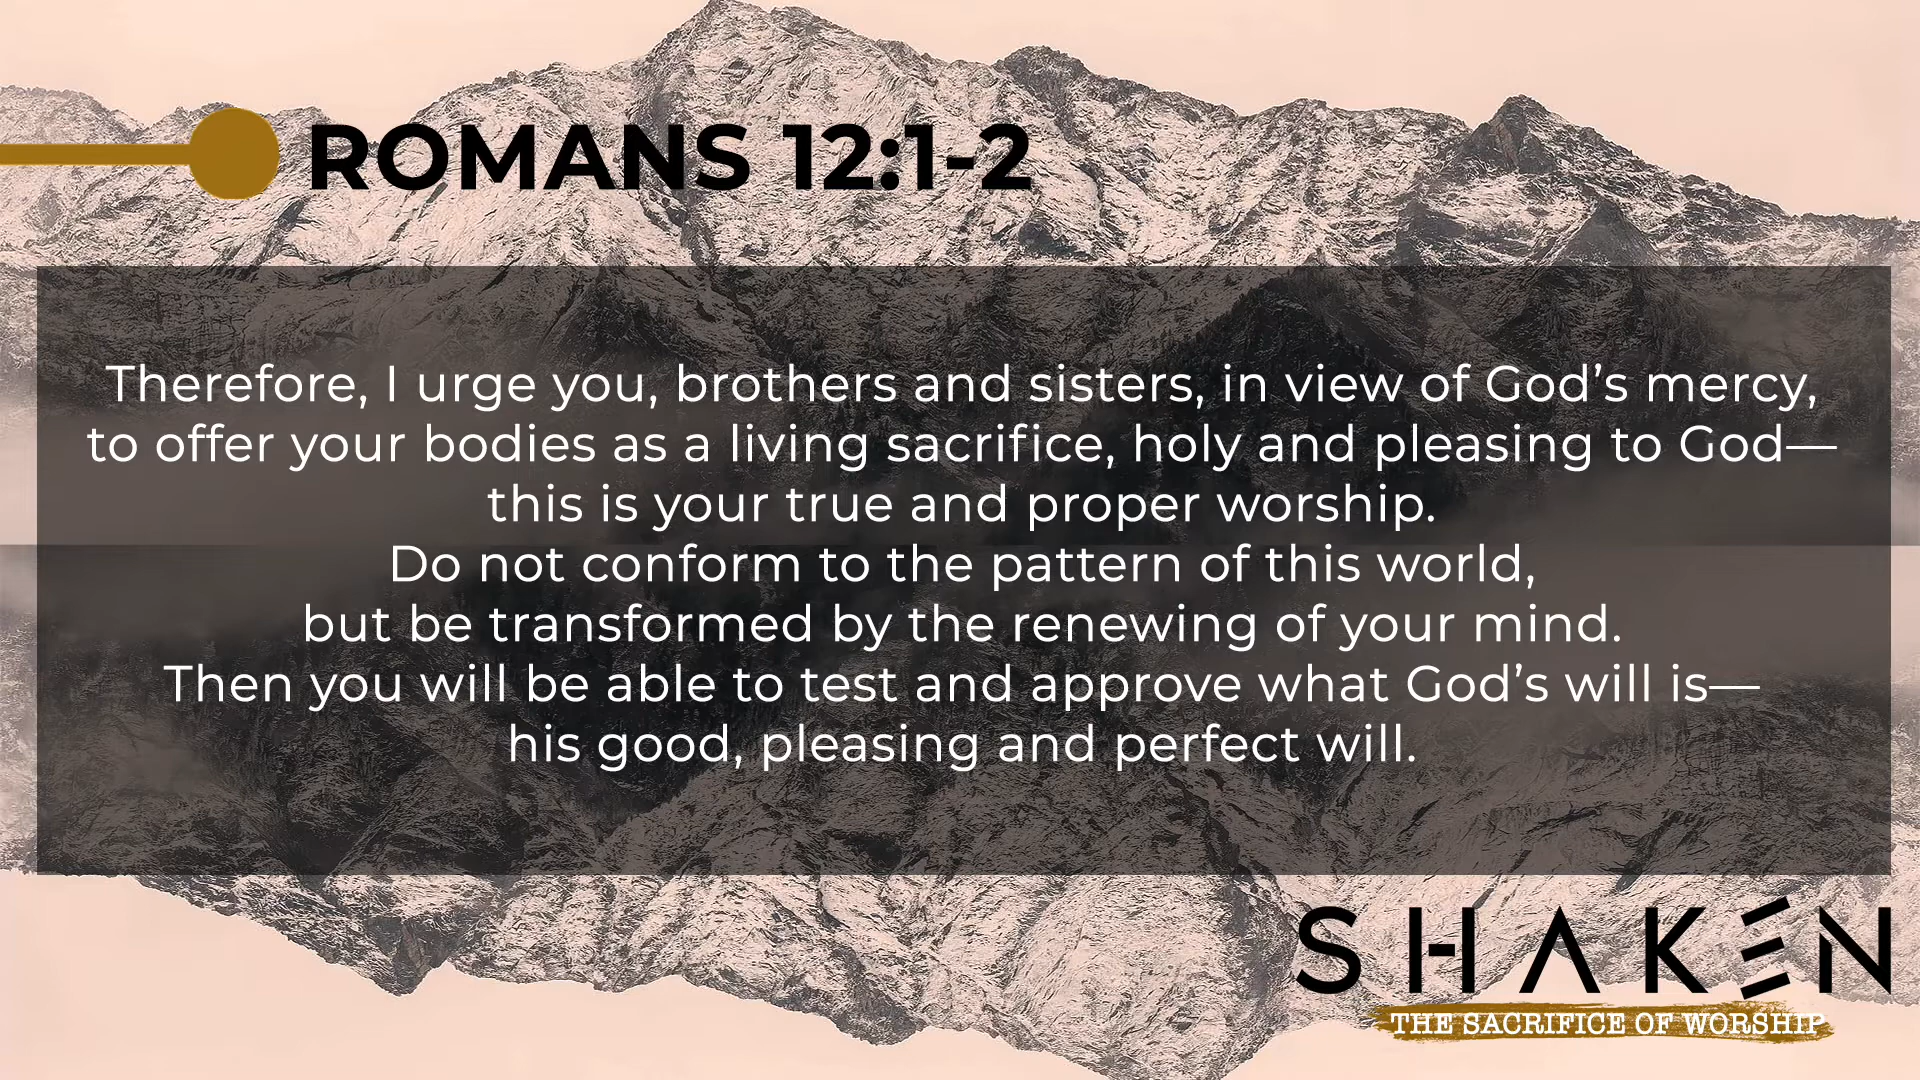 ROMANS 12:1-2
Therefore, I urge you, brothers and sisters, in view of God’s mercy,
to offer your bodies as a living sacrifice, holy and pleasing to God—
this is your true and proper worship.
Do not conform to the pattern of this world,
but be transformed by the renewing of your mind.
Then you will be able to test and approve what God’s will is—
his good, pleasing and perfect will.
SHAKEN
THE SACRIFICE OF WORSHIP